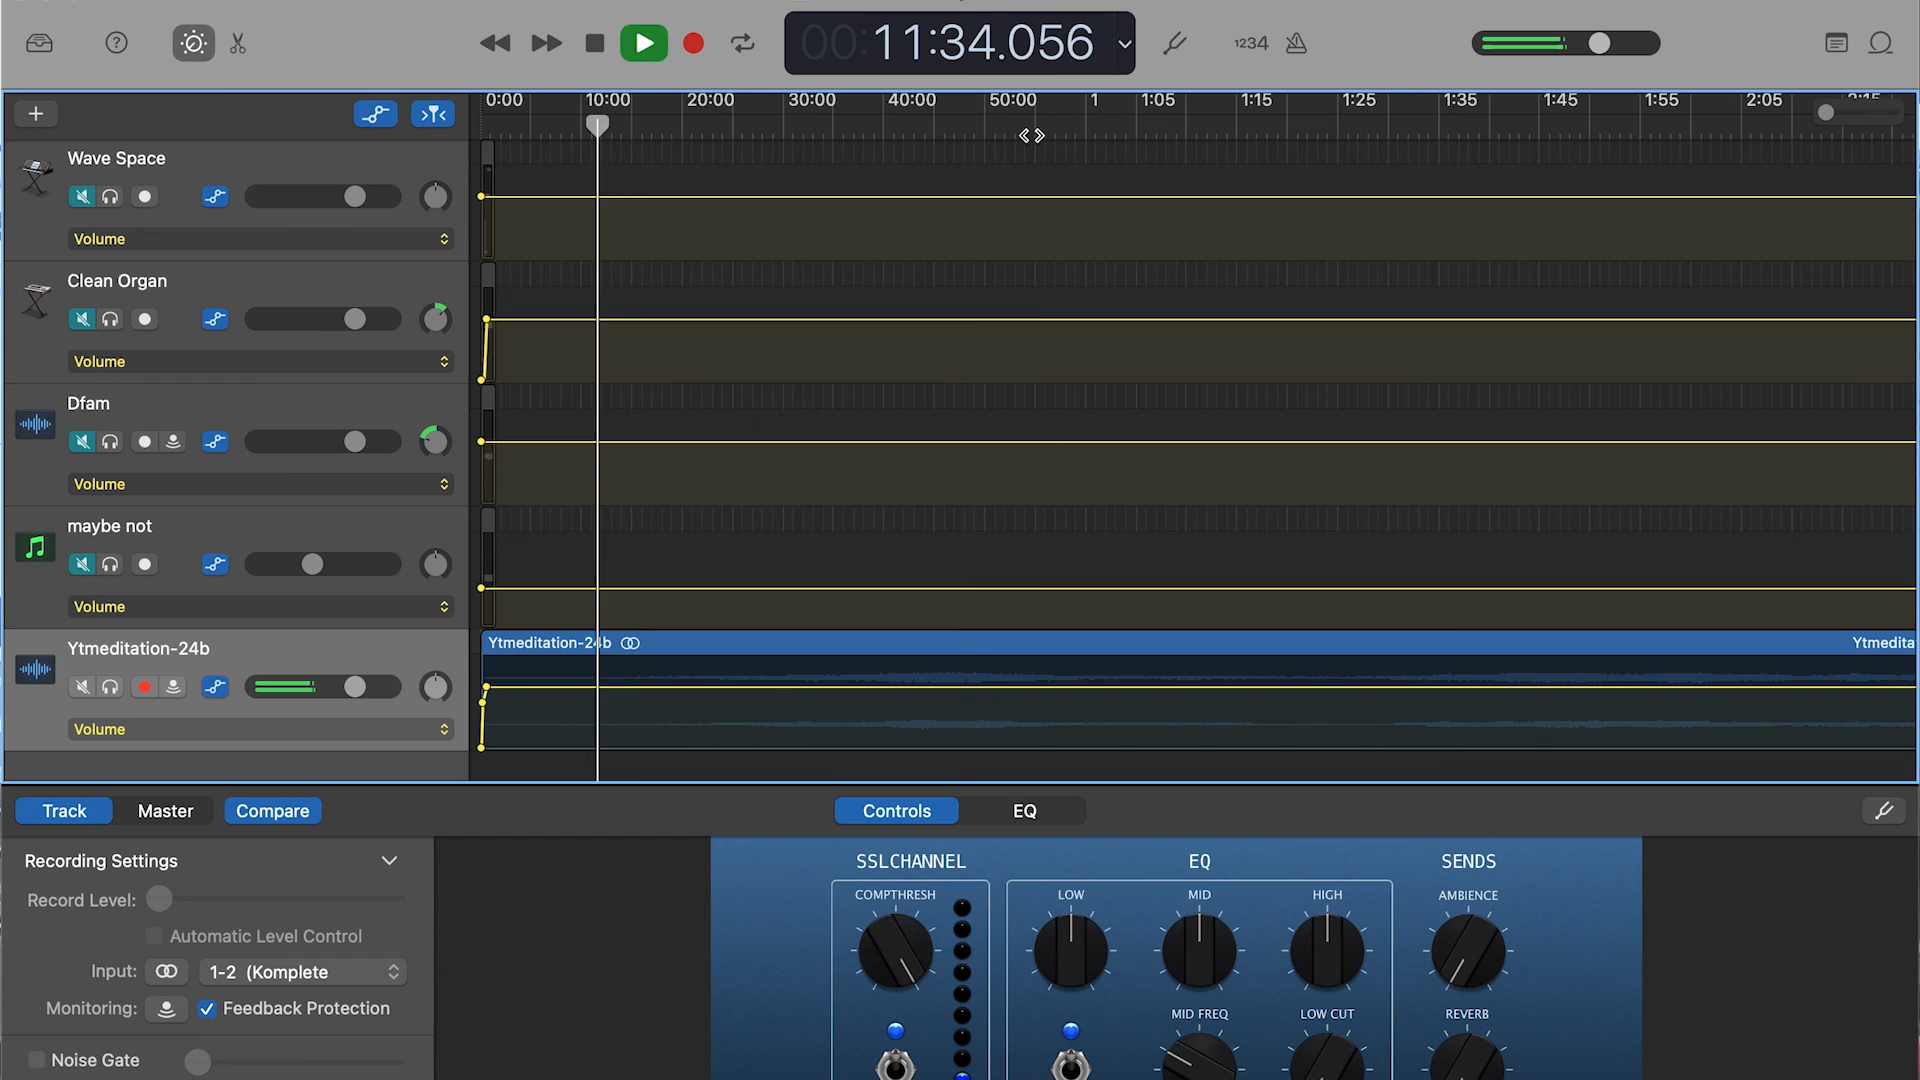 00:11:34.056
1234
0:00 10:00 20:00 30:00 40:00 50:00 1 1:05 1:15 1:25 1:35 1:45 1:55 2:05 2:15
Wave Space
Volume
Clean Organ
Volume
Dfam
Volume
maybe not
Volume
Ytmeditation-24b
Volume
Ytmeditation-24b
Ytmedita
Track Master Compare
Controls EQ
Recording Settings
Record Level:
Automatic Level Control
Input: 1-2 (Komplete
Monitoring: Feedback Protection
Noise Gate
SSLCHANNEL EQ SENDS
COMPTHRESH LOW MID HIGH AMBIENCE
MID FREQ LOW CUT REVERB